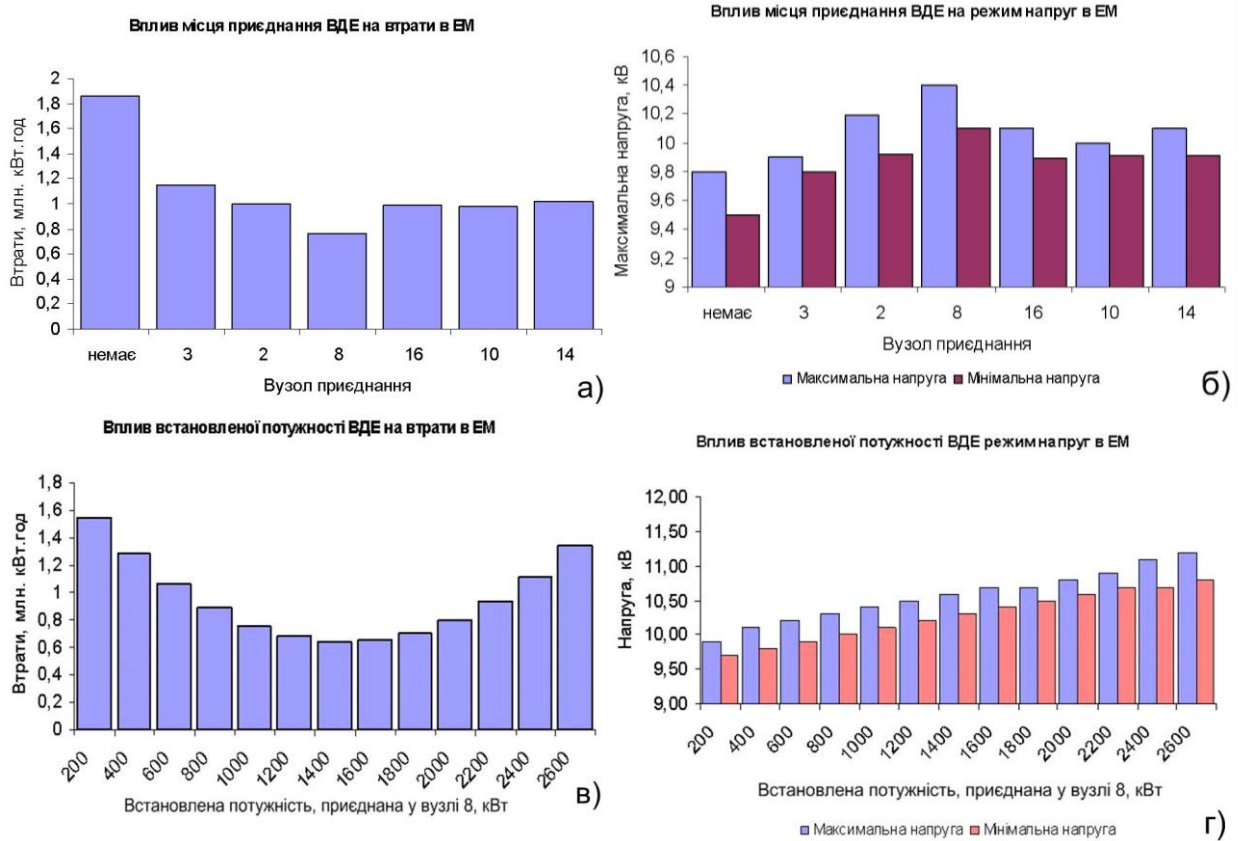 Вплив місця приєднання ВДЕ на втрати в ЕМ
Втрати, млн. кВт.год
2
1,8
1,6
1,4
1,2
1
0,8
0,6
0,4
0,2
0
немає 3 2 8 16 10 14
Вузол приєднання
а)
Вплив місця приєднання ВДЕ на режим напруг в ЕМ
Максимальна напруга, кВ
10,6
10,4
10,2
10
9,8
9,6
9,4
9,2
9
немає 3 2 8 16 10 14
Вузол приєднання
Максимальна напруга Мінімальна напруга
б)
Вплив встановленої потужності ВДЕ на втрати в ЕМ
Втрати, млн. кВт.год
1,8
1,6
1,4
1,2
1
0,8
0,6
0,4
0,2
0
200 400 600 800 1000 1200 1400 1600 1800 2000 2200 2400 2600
Встановлена потужність, приєднана у вузлі 8, кВт
в)
Вплив встановленої потужності ВДЕ режим напруг в ЕМ
Напруга, кВ
12,00
11,50
11,00
10,50
10,00
9,50
9,00
200 400 600 800 1000 1200 1400 1600 1800 2000 2200 2400 2600
Встановлена потужність, приєднана у вузлі 8, кВт
Максимальна напруга Мінімальна напруга
г)